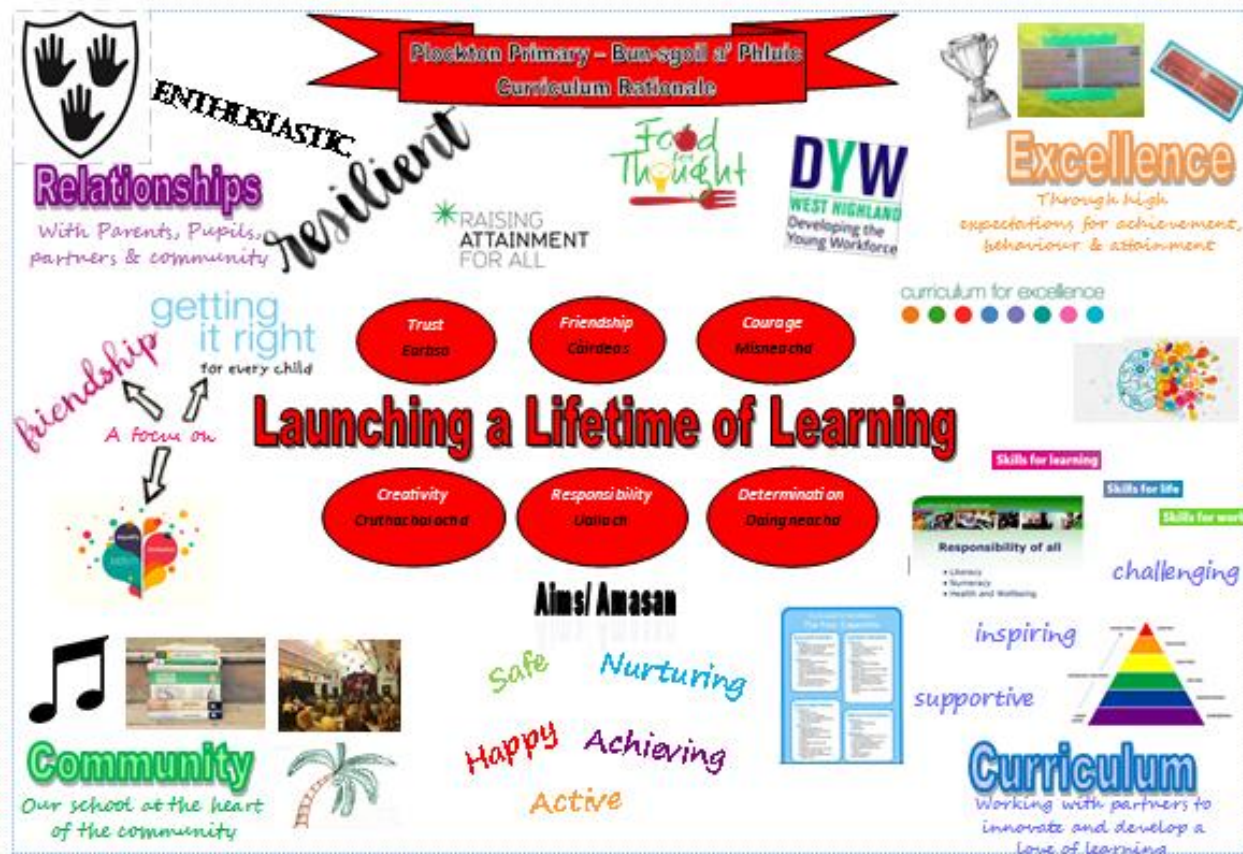 Plockton Primary – Bun-sgoil a' Phluic
Curriculum Rationale
ENTHUSIASTIC
resilient
Relationships
With Parents, Pupils,
partners & community
Food
for
Thought
RAISING
ATTAINMENT
FOR ALL
DYW
WEST HIGHLAND
Developing the
Young Workforce
Excellence
Through high
expectations for achievement,
behaviour & attainment
getting
it right
for every child
friendship
A focus on
curriculum for excellence
Trust
Earbsa
Friendship
Càirdeas
Courage
Misneachd
Launching a Lifetime of Learning
Creativity
Cruthachalachd
Responsibility
Uallach
Determination
Daingneachd
Skills for learning
Skills for life
Skills for work
Responsibility of all
• Literacy
• Numeracy
• Health and Wellbeing
challenging
inspiring
supportive
Aims/ Amasan
Safe
Nurturing
Happy
Achieving
Active
Community
Our school at the heart
of the community
Curriculum
Working with partners to
innovate and develop a
love of learning